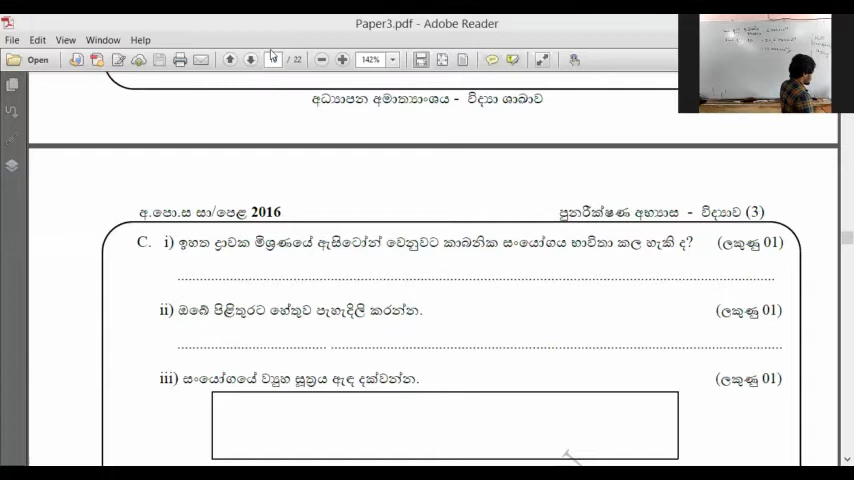 Paper3.pdf - Adobe Reader
File Edit View Window Help
Open / 22 142%
අධ්‍යාපන අමාත්‍යාංශය - විද්‍යා ශාඛාව
අ.පො.ස සා/පෙළ 2016 පුනරීක්ෂණ අභ්‍යාස - විද්‍යාව (3)
C. i) ඉහත ද්‍රාවක මිශ්‍රණයේ ඇසිටෝන් වෙනුවට කාබනික සංයෝගය භාවිතා කල හැකි ද? (ලකුණු 01)
ii) ඔබේ පිළිතුරට හේතුව පැහැදිලි කරන්න. (ලකුණු 01)
iii) සංයෝගයේ ව්‍යුහ සූත්‍රය ඇඳ දක්වන්න. (ලකුණු 01)